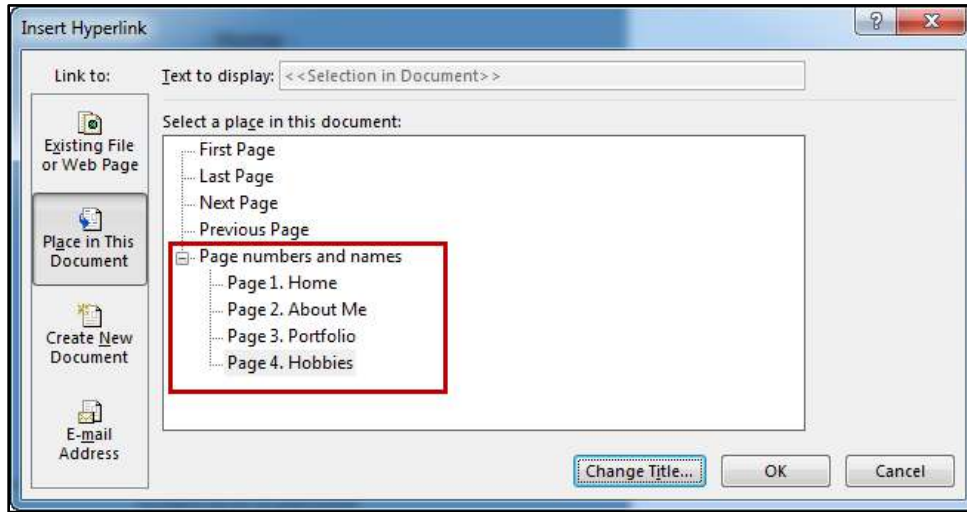 Insert Hyperlink
?
X
Link to:
Text to display: <<Selection in Document>>
Existing File
or Web Page
Place in This
Document
Create New
Document
E-mail
Address
Select a place in this document:
First Page
Last Page
Next Page
Previous Page
Page numbers and names
Page 1. Home
Page 2. About Me
Page 3. Portfolio
Page 4. Hobbies
Change Title...
OK
Cancel